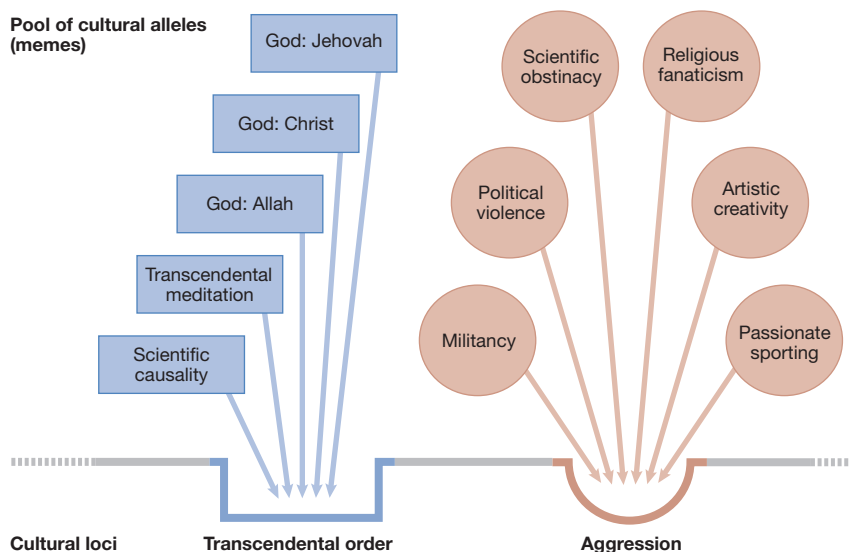 Pool of cultural alleles
(memes)
God: Jehovah
God: Christ
God: Allah
Transcendental
meditation
Scientific
causality
Scientific
obstinacy
Religious
fanaticism
Political
violence
Artistic
creativity
Militancy
Passionate
sporting
Cultural loci
Transcendental order
Aggression